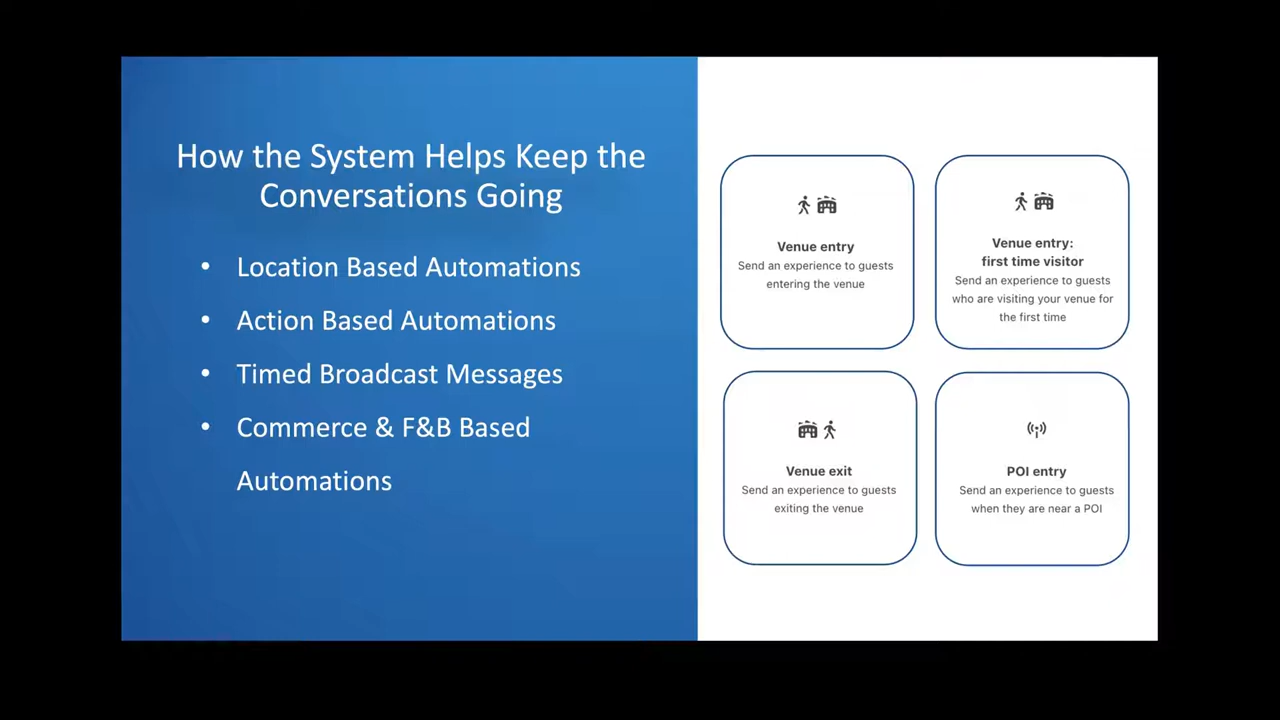 How the System Helps Keep the
Conversations Going
• Location Based Automations
• Action Based Automations
• Timed Broadcast Messages
• Commerce & F&B Based
Automations
Venue entry
Send an experience to guests
entering the venue
Venue entry:
first time visitor
Send an experience to guests
who are visiting your venue for
the first time
Venue exit
Send an experience to guests
exiting the venue
POI entry
Send an experience to guests
when they are near a POI